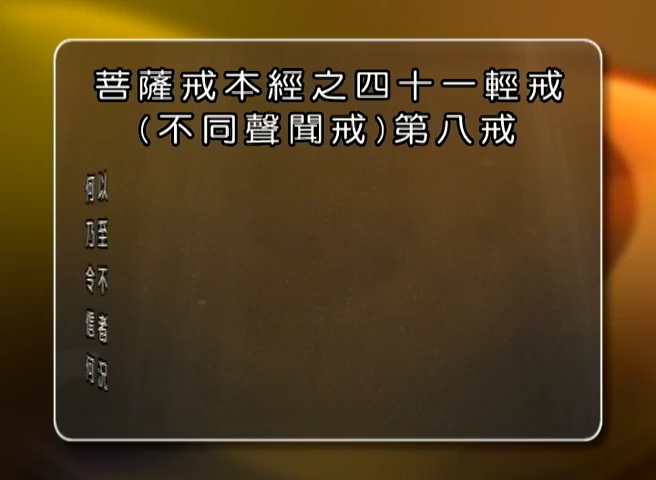 菩薩戒本經之四十一輕戒
(不同聲聞戒)第八戒
何以
乃至
令不
信者
何況